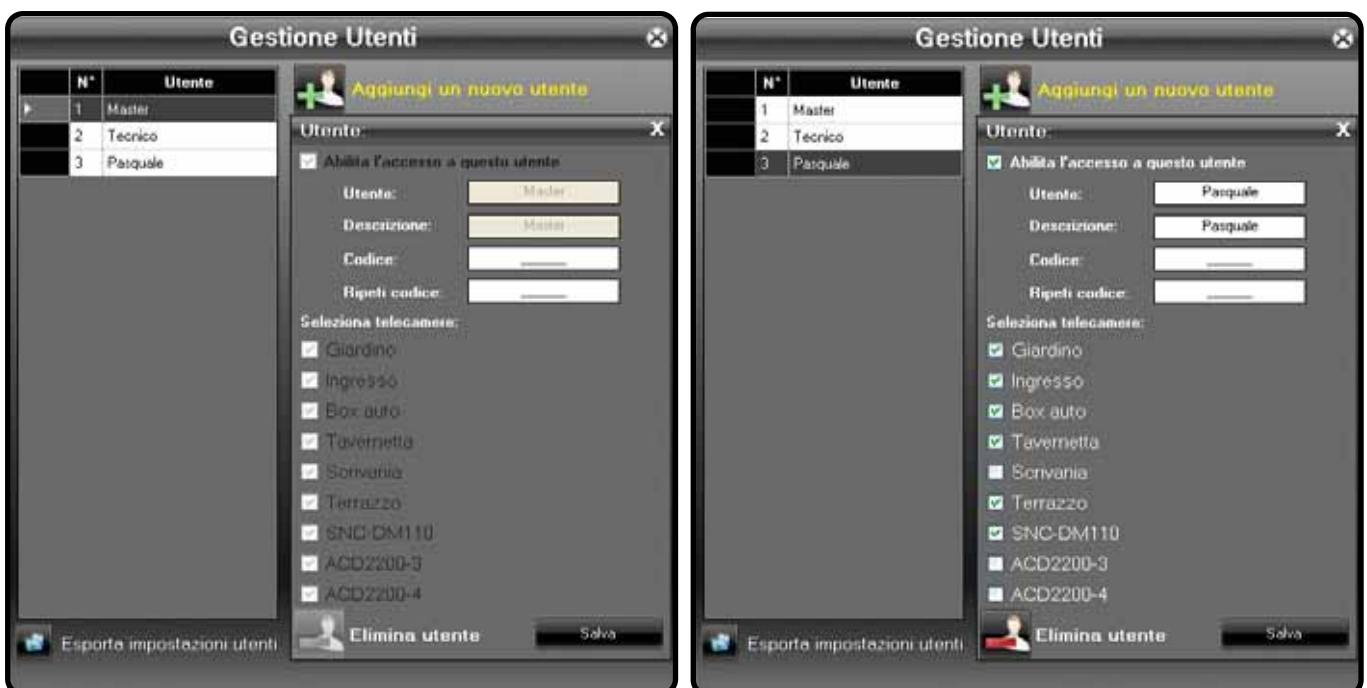 Gestione Utenti
N° Utente
1 Master
2 Tecnico
3 Pasquale
Aggiungi un nuovo utente
Utente:
Abilita l'accesso a questo utente
Utente: Master
Descrizione: Master
Codice: _____
Ripeti codice: _____
Seleziona telecamere:
Giardino
Ingresso
Box auto
Tavernetta
Scrivania
Terrazzo
SNC-DM110
ACD2200-3
ACD2200-4
Elimina utente
Salva
Esporta impostazioni utenti
Gestione Utenti
N° Utente
1 Master
2 Tecnico
3 Pasquale
Aggiungi un nuovo utente
Utente:
Abilita l'accesso a questo utente
Utente: Pasquale
Descrizione: Pasquale
Codice: _____
Ripeti codice: _____
Seleziona telecamere:
Giardino
Ingresso
Box auto
Tavernetta
Scrivania
Terrazzo
SNC-DM110
ACD2200-3
ACD2200-4
Elimina utente
Salva
Esporta impostazioni utenti